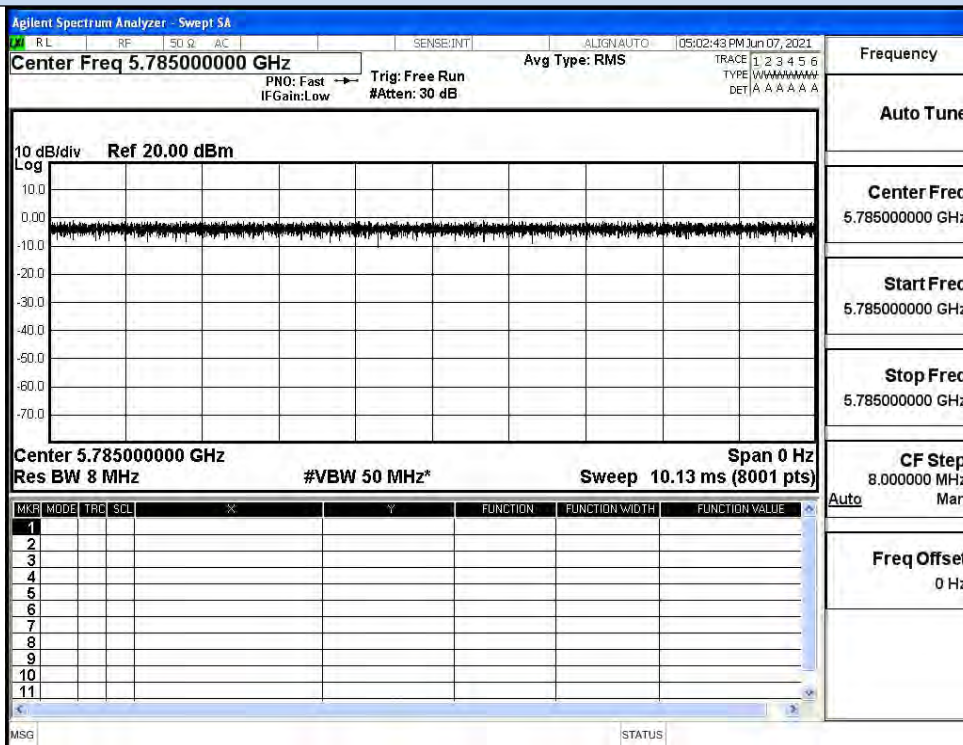 Agilent Spectrum Analyzer - Swept SA
LXI RL RF 50 Ω AC SENSE:INT ALIGN AUTO 05:02:43 PM Jun 07, 2021
Center Freq 5.785000000 GHz
Avg Type: RMS
TRACE 1 2 3 4 5 6
PNO: Fast Trig: Free Run
TYPE WWWWWW
IFGain:Low #Atten: 30 dB
DET A A A A A A
Frequency
Auto Tune
10 dB/div Ref 20.00 dBm
Log
10.0
0.00
-10.0
-20.0
-30.0
-40.0
-50.0
-60.0
-70.0
Center Freq
5.785000000 GHz
Start Freq
5.785000000 GHz
Stop Freq
5.785000000 GHz
Center 5.785000000 GHz Span 0 Hz
Res BW 8 MHz #VBW 50 MHz* Sweep 10.13 ms (8001 pts)
CF Step
8.000000 MHz
Auto Man
MKR MODE TRC SCL X Y FUNCTION FUNCTION WIDTH FUNCTION VALUE
1
2
3
4
5
6
7
8
9
10
11
Freq Offset
0 Hz
MSG STATUS